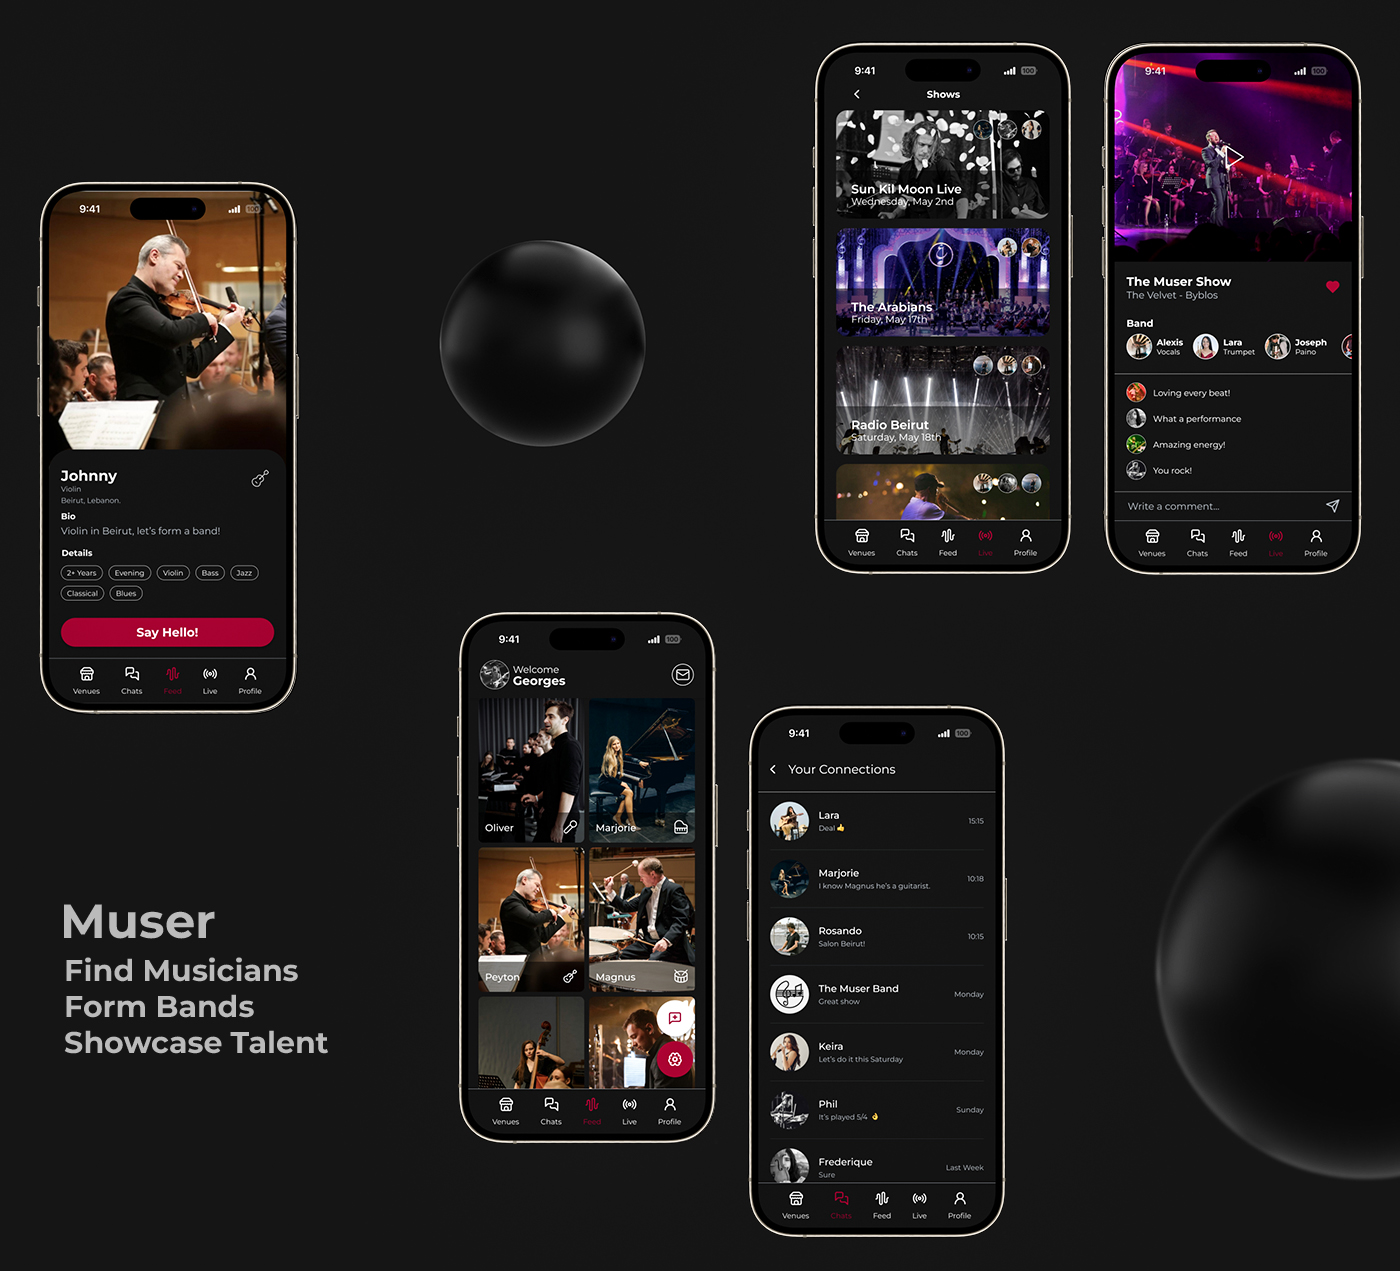 9:41
100
Johnny
Violin
Beirut, Lebanon.
Bio
Violin in Beirut, let's form a band!
Details
2+ Years
Evening
Violin
Bass
Jazz
Classical
Blues
Say Hello!
Venues
Chats
Feed
Live
Profile
9:41
100
Shows
Sun Kil Moon Live
Wednesday, May 2nd
The Arabians
Friday, May 17th
Radio Beirut
Saturday, May 18th
Venues
Chats
Feed
Live
Profile
9:41
100
The Muser Show
The Velvet - Byblos
Band
Alexis
Vocals
Lara
Trumpet
Joseph
Paino
Loving every beat!
What a performance
Amazing energy!
You rock!
Write a comment...
Venues
Chats
Feed
Live
Profile
Muser
Find Musicians
Form Bands
Showcase Talent
9:41
100
Welcome
Georges
Oliver
Marjorie
Peyton
Magnus
Venues
Chats
Feed
Live
Profile
9:41
100
Your Connections
Lara
Deal 👍
15:15
Marjorie
I know Magnus he's a guitarist.
10:18
Rosando
Salon Beirut!
10:15
The Muser Band
Great show
Monday
Keira
Let's do it this Saturday
Monday
Phil
It's played 5/4 👌
Sunday
Frederique
Sure
Last Week
Venues
Chats
Feed
Live
Profile